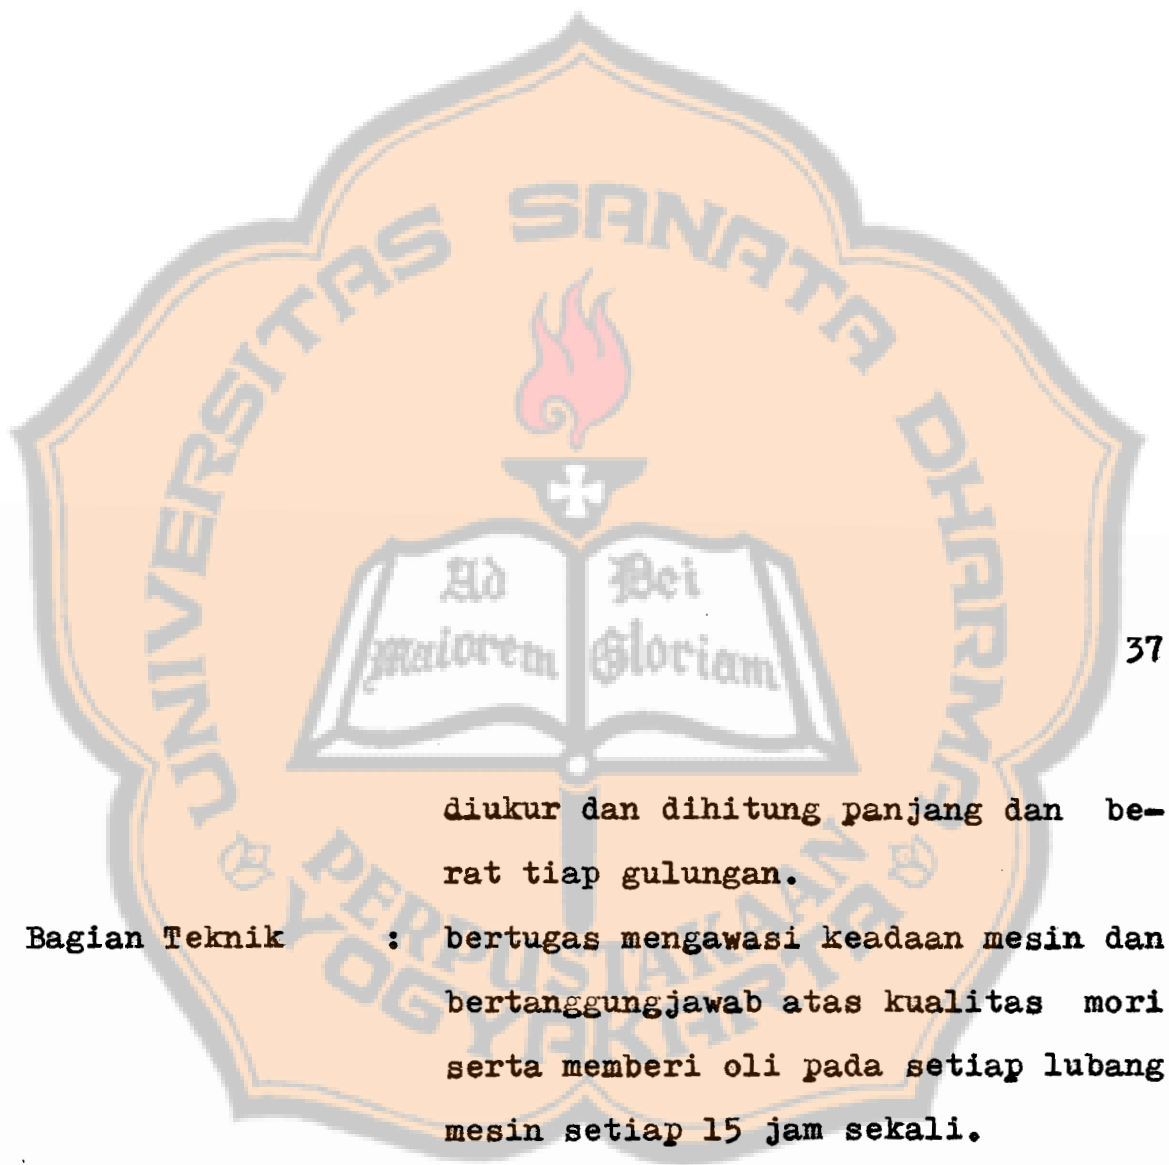 UNIVERSITAS SANATA DHARMA
Ad Dei
Maiorem Gloriam
PERPUSTAKAAN
YOGYAKARTA
37
diukur dan dihitung panjang dan be-
rat tiap gulungan.
Bagian Teknik : bertugas mengawasi keadaan mesin dan
bertanggungjawab atas kualitas mori
serta memberi oli pada setiap lubang
mesin setiap 15 jam sekali.